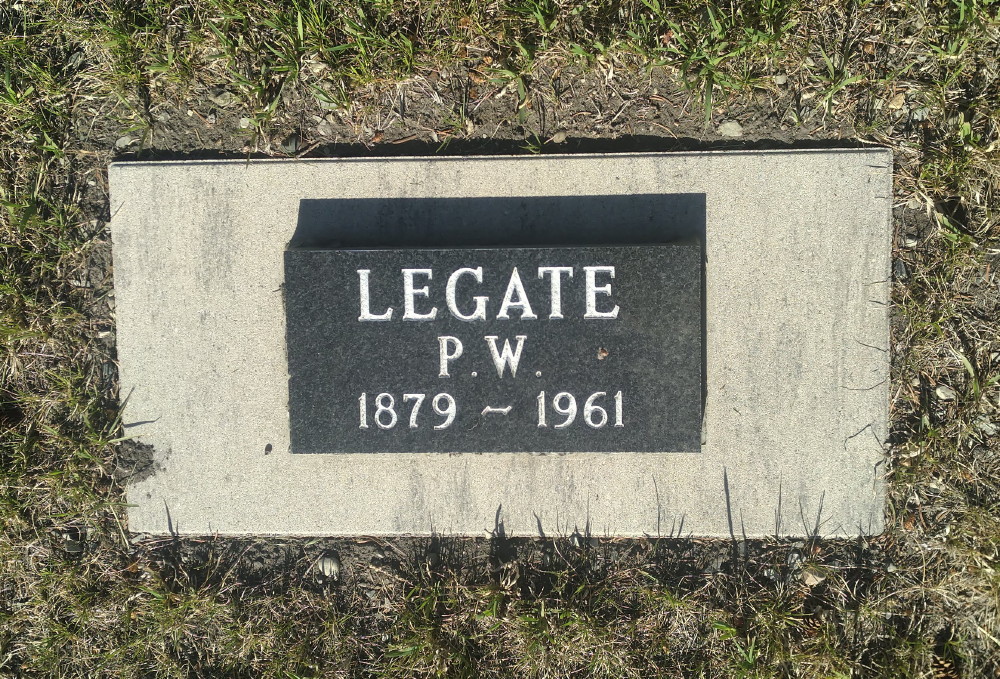 LEGATE
P. W.
1879 ~ 1961